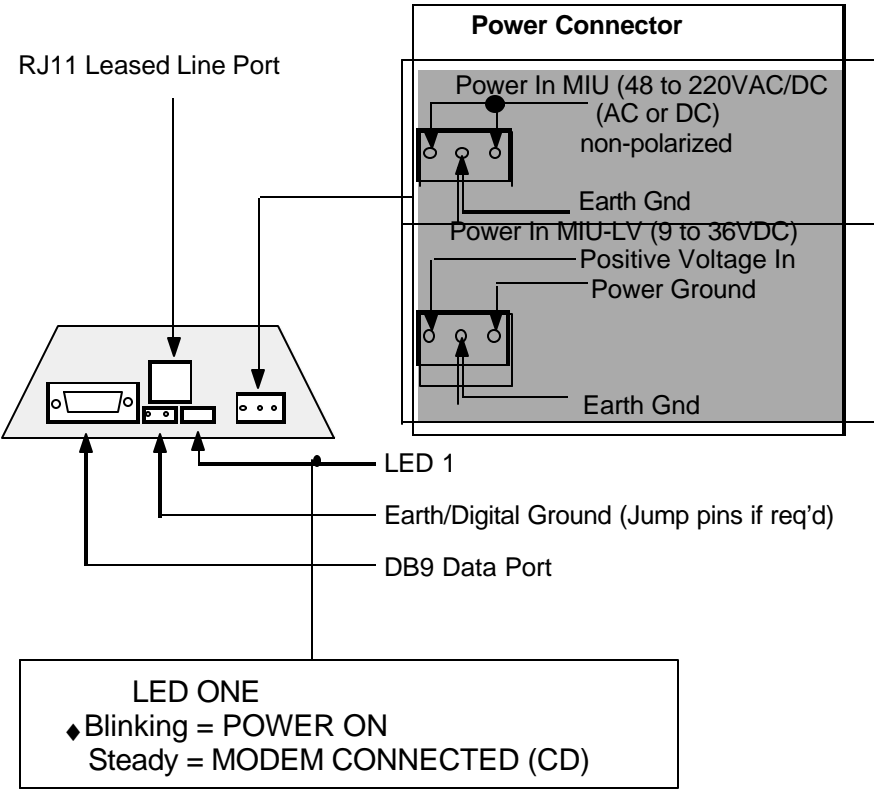 Power Connector
RJ11 Leased Line Port
Power In MIU (48 to 220VAC/DC
(AC or DC)
non-polarized
Earth Gnd
Power In MIU-LV (9 to 36VDC)
Positive Voltage In
Power Ground
Earth Gnd
LED 1
Earth/Digital Ground (Jump pins if req'd)
DB9 Data Port
LED ONE
♦Blinking = POWER ON
Steady = MODEM CONNECTED (CD)